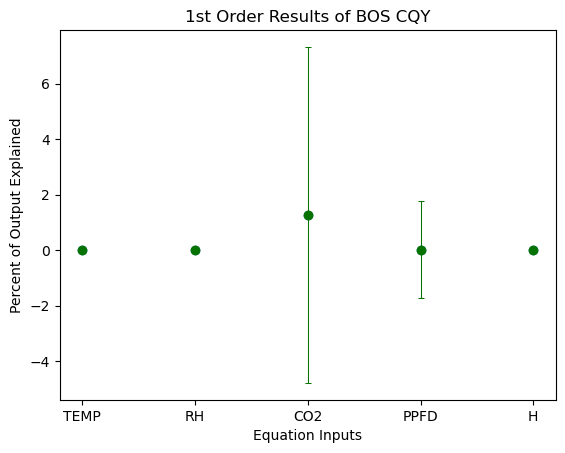 1st Order Results of BOS CQY
Percent of Output Explained
6
4
2
0
−2
−4
TEMP RH CO2 PPFD H
Equation Inputs